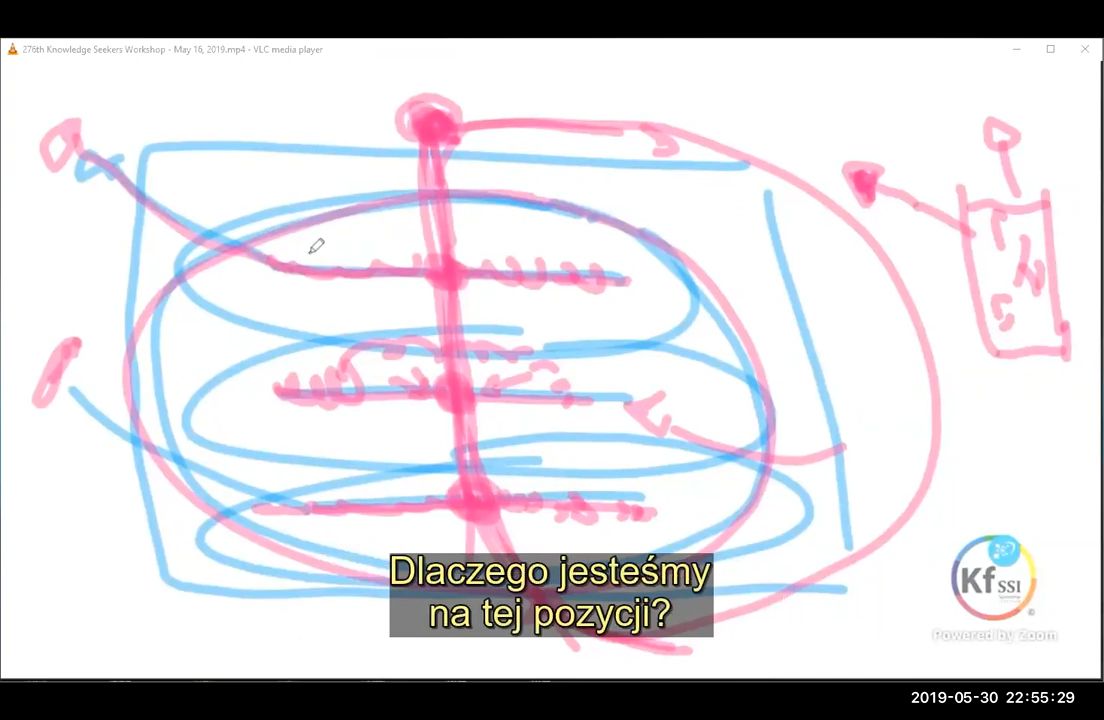 276th Knowledge Seekers Workshop - May 16, 2019.mp4 - VLC media player
Dlaczego jesteśmy
na tej pozycji?
Kf SSI
Powered by Zoom
2019-05-30 22:55:29